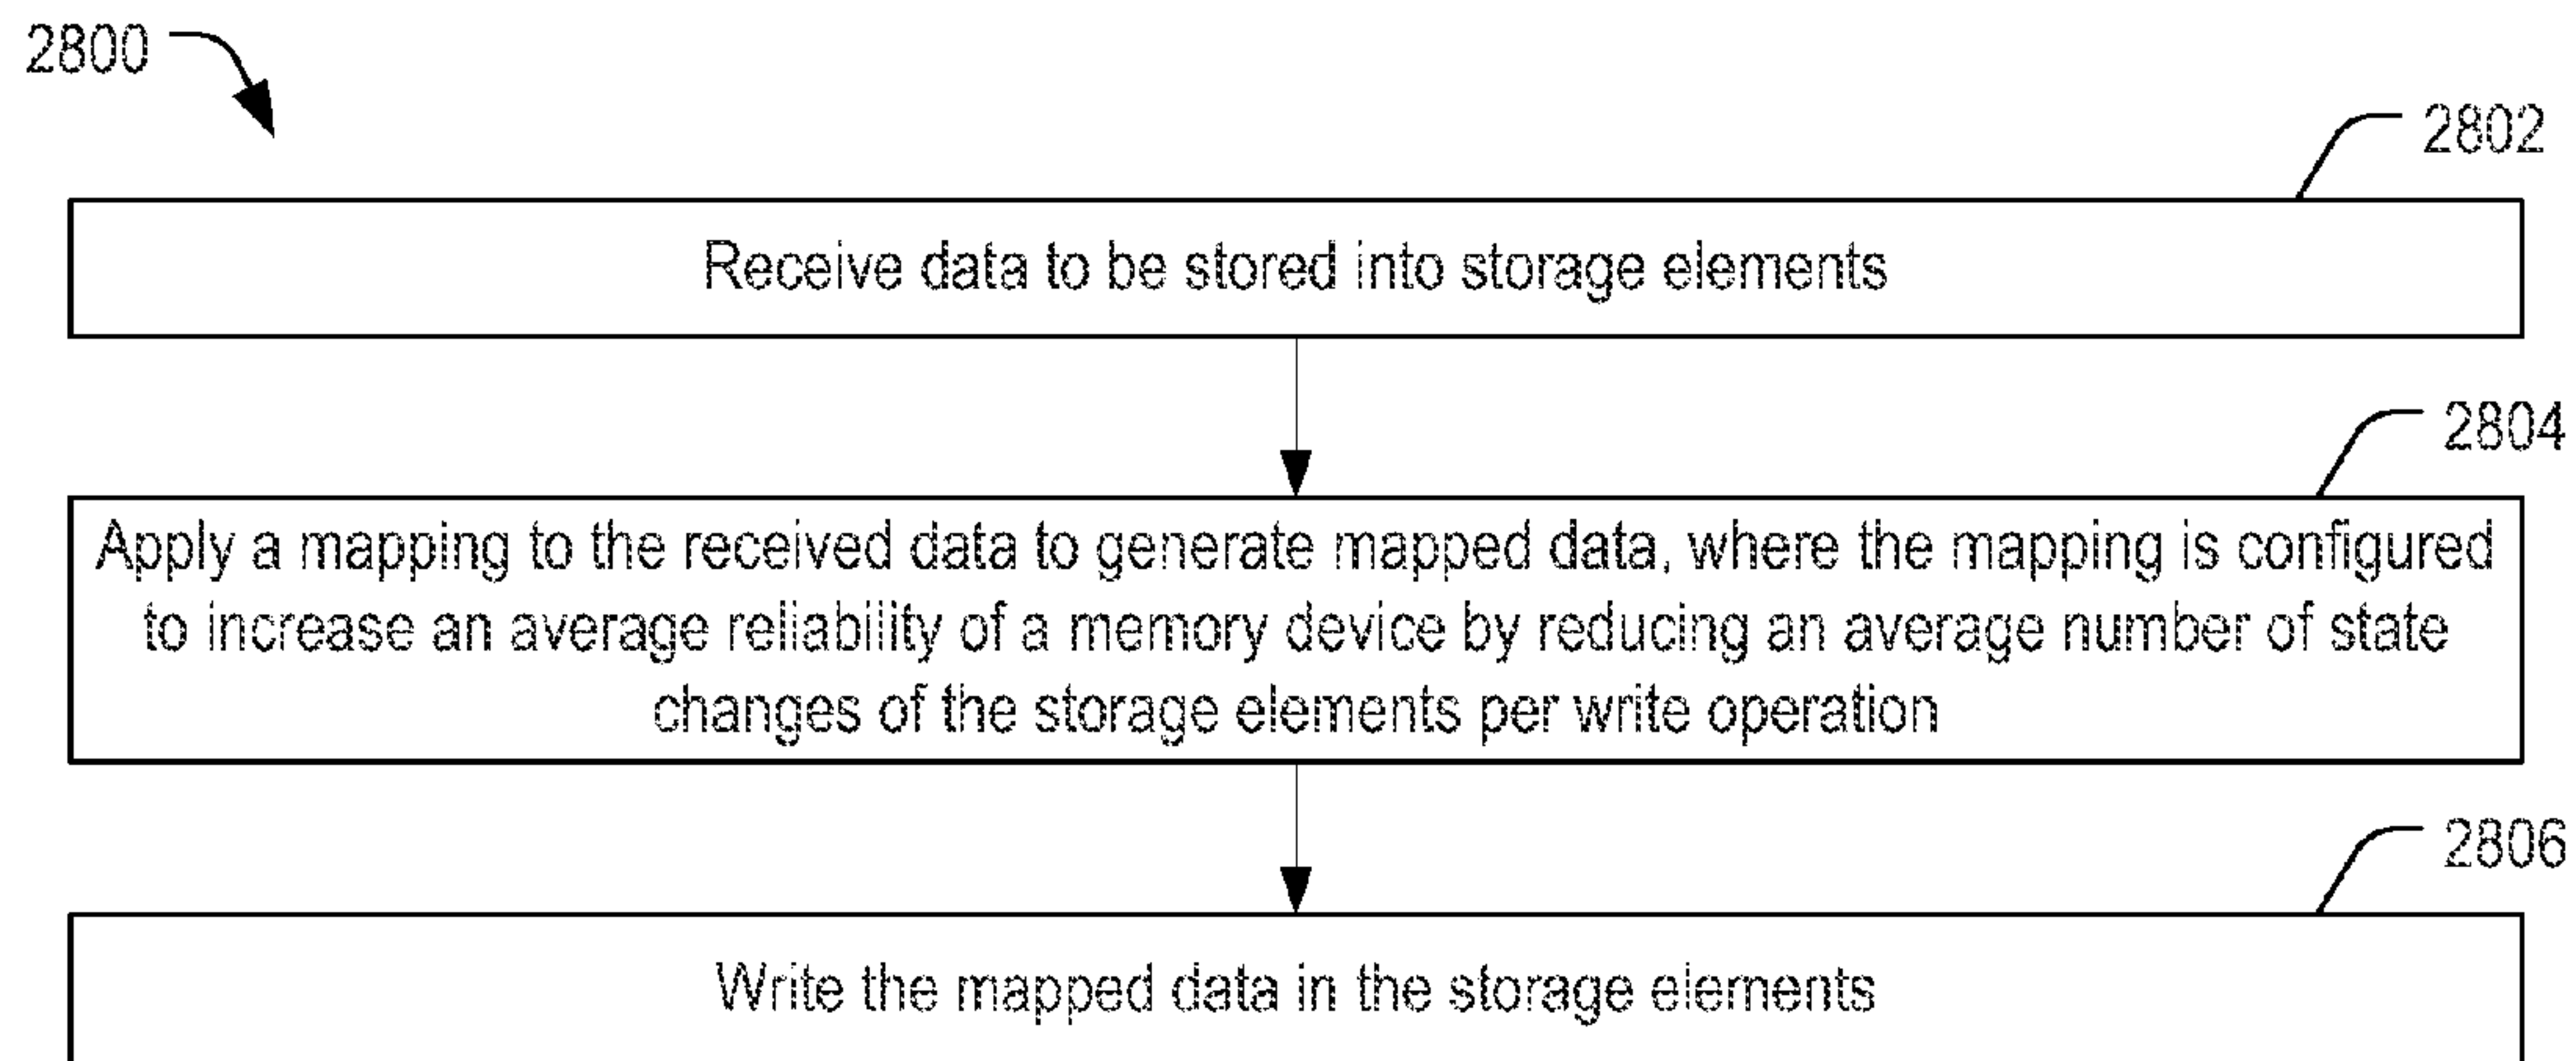 2800
2802
Receive data to be stored into storage elements
2804
Apply a mapping to the received data to generate mapped data, where the mapping is configured
to increase an average reliability of a memory device by reducing an average number of state
changes of the storage elements per write operation
2806
Write the mapped data in the storage elements